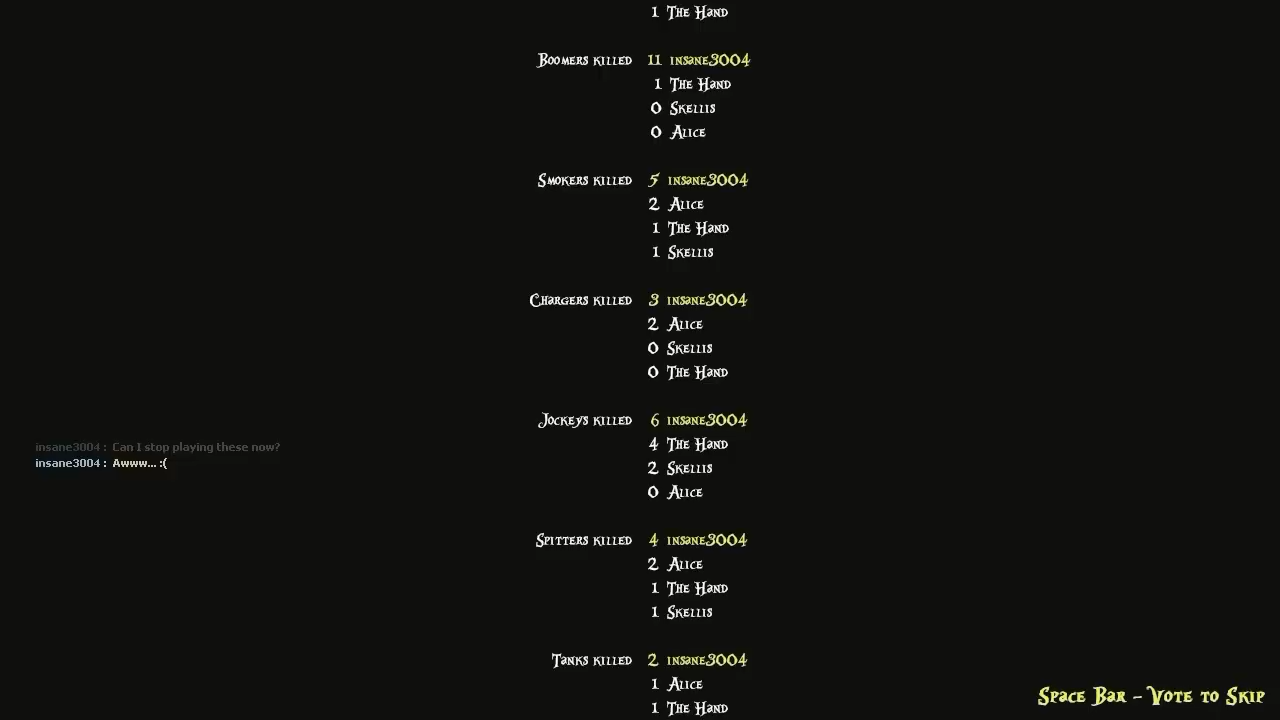 1 The Hand
Boomers killed 11 insane3004
1 The Hand
0 Skellis
0 Alice
Smokers killed 5 insane3004
2 Alice
1 The Hand
1 Skellis
Chargers killed 3 insane3004
2 Alice
0 Skellis
0 The Hand
Jockeys killed 6 insane3004
4 The Hand
insane3004 : Can I stop playing these now?
insane3004 : Awww... :(
2 Skellis
0 Alice
Spitters killed 4 insane3004
2 Alice
1 The Hand
1 Skellis
Tanks killed 2 insane3004
1 Alice
1 The Hand
Space Bar - Vote to Skip